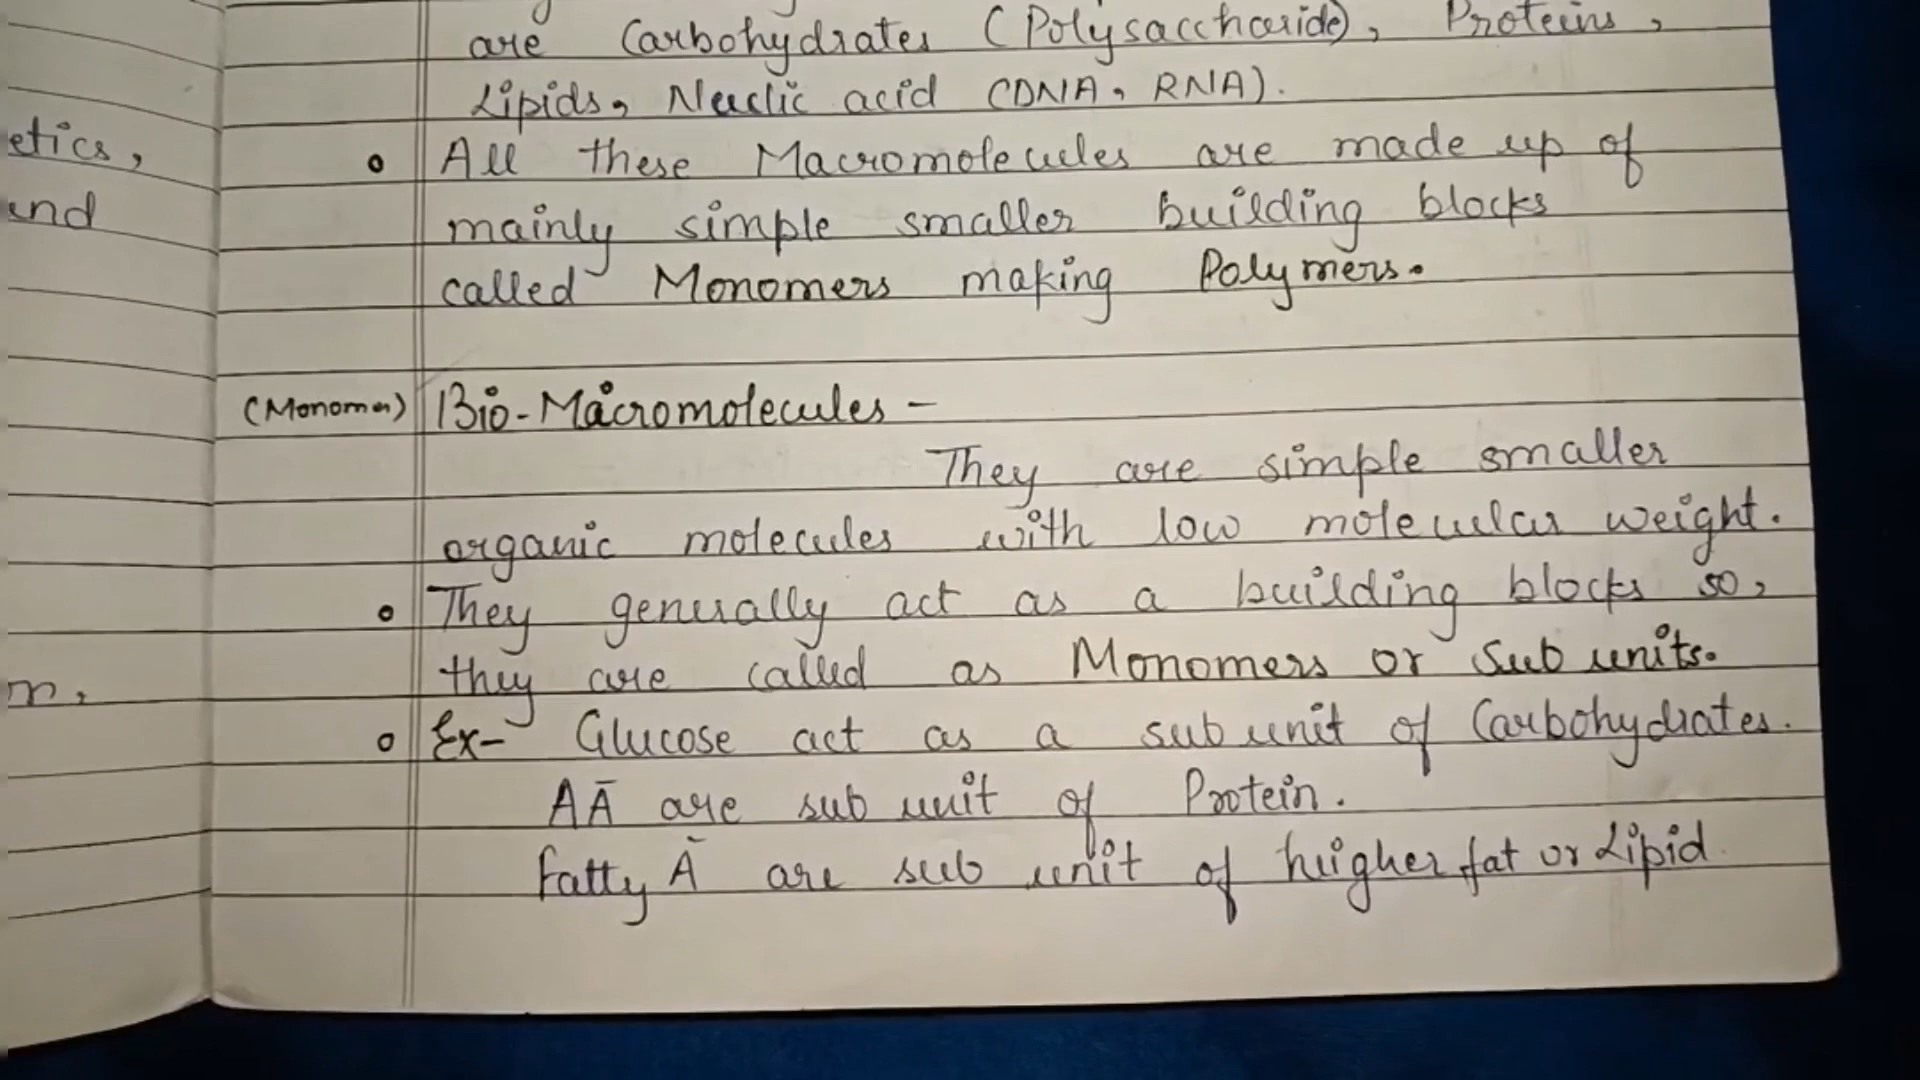 etics,
and
m,
are Carbohydrates (Polysaccharide), Proteins,
Lipids, Nuclic acid (DNA, RNA).
All these Macromolecules are made up of
mainly simple smaller building blocks
called Monomers making Polymers.
(Monomer) Bio-Macromolecules -
They are simple smaller
organic molecules with low molecular weight.
They generally act as a building blocks so,
they are called as Monomers or Sub units.
Ex- Glucose act as a sub unit of Carbohydrates.
AĀ are sub unit of Protein.
Fatty Ā are sub unit of heigher fat or Lipid